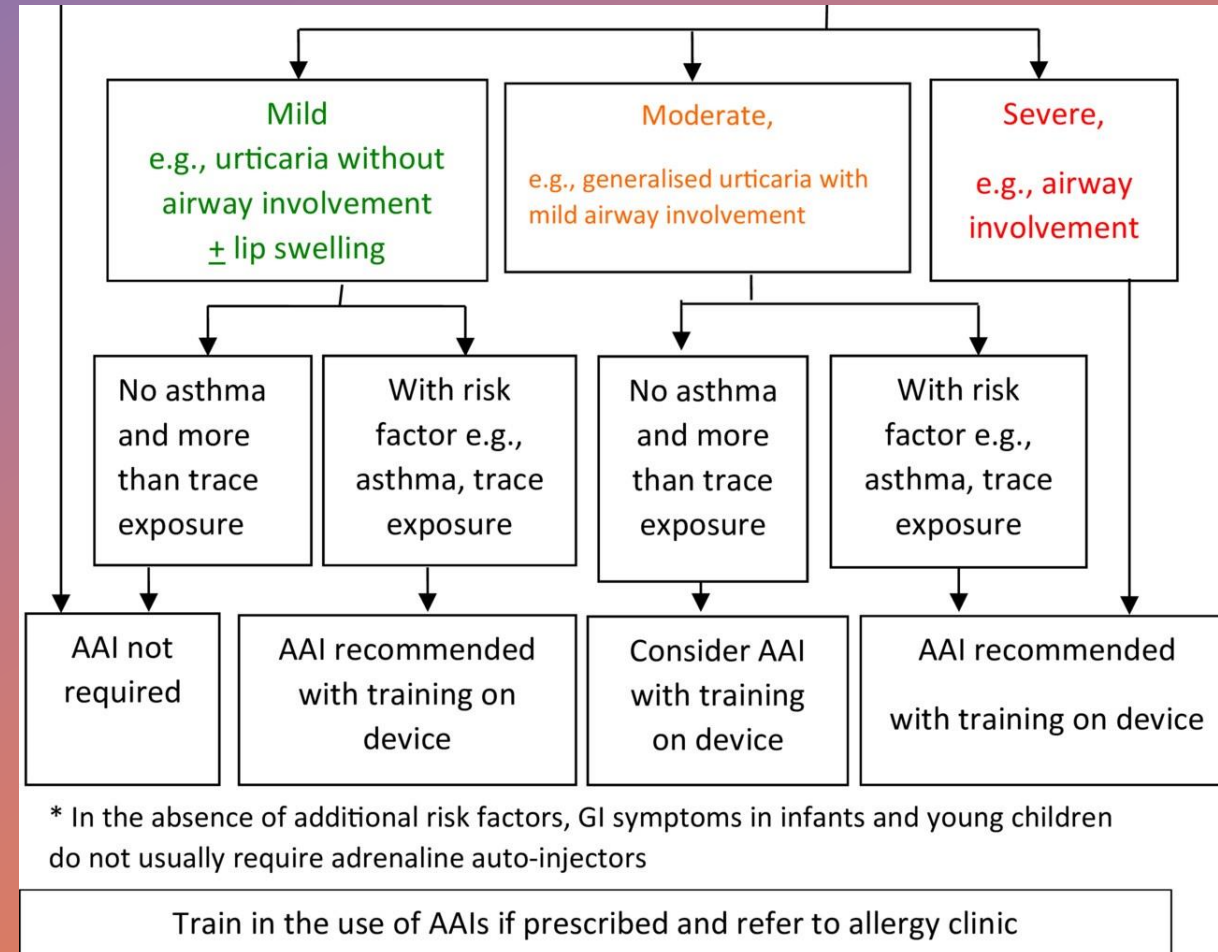 Mild
e.g., urticaria without
airway involvement
± lip swelling
Moderate,
e.g., generalised urticaria with
mild airway involvement
Severe,
e.g., airway
involvement
No asthma
and more
than trace
exposure
With risk
factor e.g.,
asthma, trace
exposure
No asthma
and more
than trace
exposure
With risk
factor e.g.,
asthma, trace
exposure
AAI not
required
AAI recommended
with training on
device
Consider AAI
with training
on device
AAI recommended
with training on device
* In the absence of additional risk factors, GI symptoms in infants and young children
do not usually require adrenaline auto-injectors
Train in the use of AAIs if prescribed and refer to allergy clinic